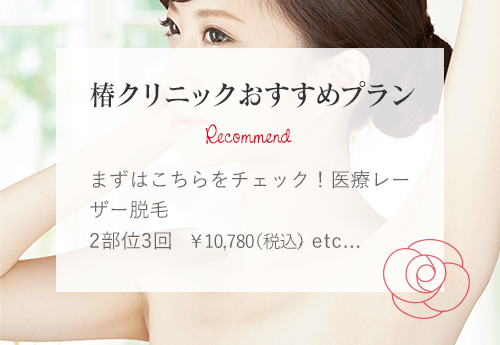 椿クリニックおすすめプラン
Recommend
まずはこちらをチェック！医療レー
ザー脱毛
2部位3回　￥10,780（税込）etc...